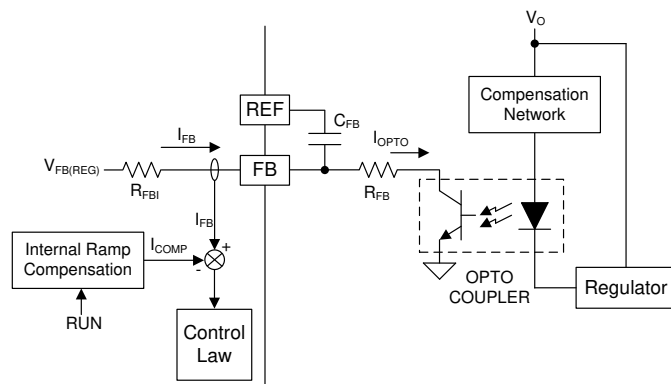 V_O
REF
C_FB
Compensation
Network
I_FB
I_OPTO
V_FB(REG)
FB
R_FBI
R_FB
I_FB
Internal Ramp
Compensation
I_COMP
+
-
OPTO
COUPLER
Regulator
RUN
Control
Law